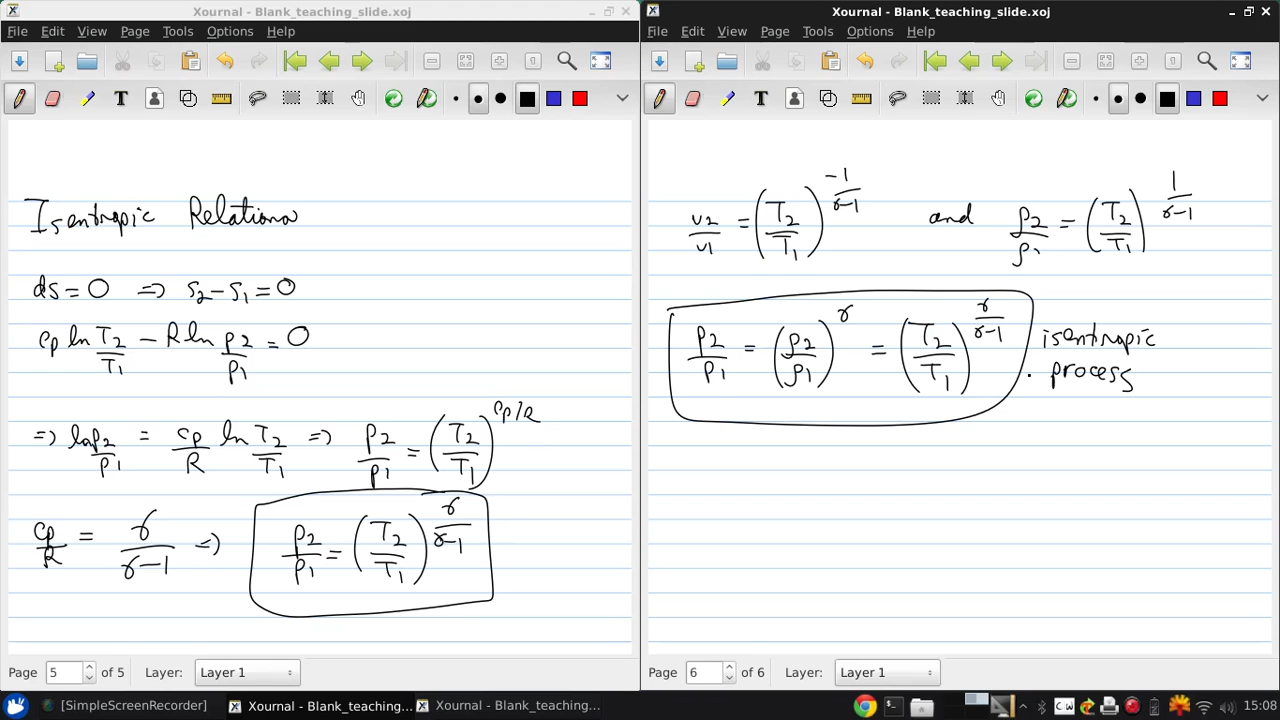 Xournal - Blank_teaching_slide.xoj
File Edit View Page Tools Options Help
Isentropic Relations
ds = 0 => s2 - s1 = 0
cp ln T2/T1 - R ln p2/p1 = 0
=> ln p2/p1 = cp/R ln T2/T1 => p2/p1 = (T2/T1)^cp/R
cp/R = γ/γ-1 => p2/p1 = (T2/T1)^γ/γ-1
Page 5 of 5 Layer: Layer 1
Xournal - Blank_teaching_slide.xoj
File Edit View Page Tools Options Help
v2/v1 = (T2/T1)^-1/γ-1 and ρ2/ρ1 = (T2/T1)^1/γ-1
p2/p1 = (ρ2/ρ1)^γ = (T2/T1)^γ/γ-1 isentropic
process
Page 6 of 6 Layer: Layer 1
[SimpleScreenRecorder] Xournal - Blank_teaching,... Xournal - Blank_teaching,... 15:08